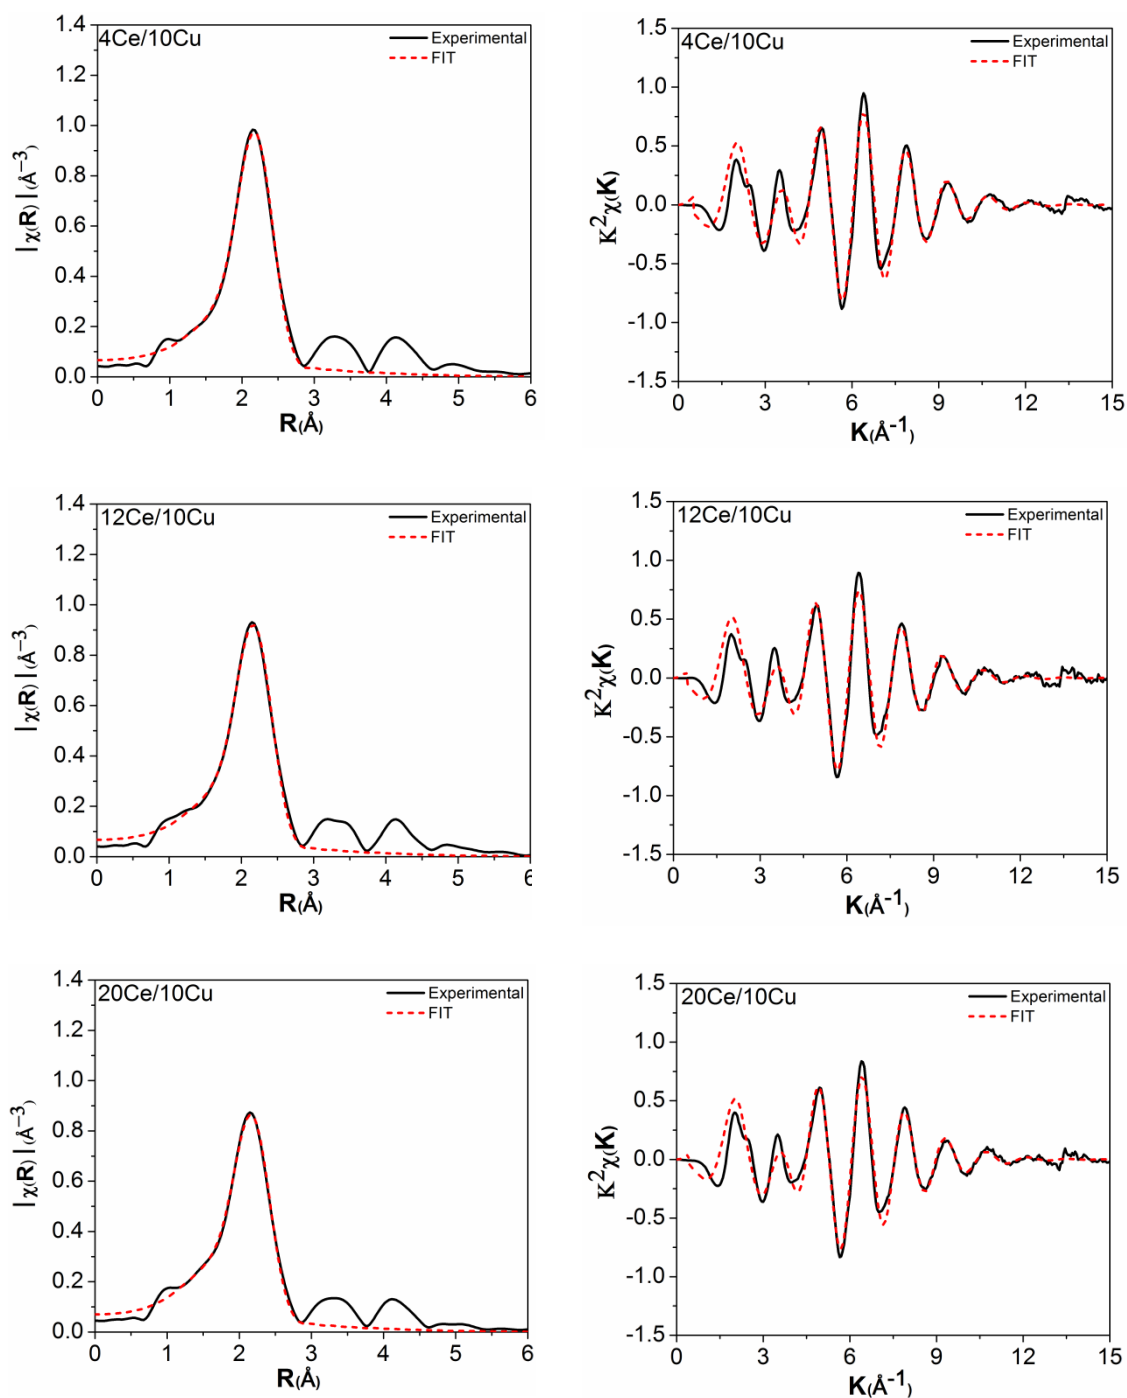 4Ce/10Cu
Experimental
FIT
1.4
1.2
1.0
0.8
0.6
0.4
0.2
0.0
|χ(R)|(Å⁻³)
0 1 2 3 4 5 6
R(Å)
4Ce/10Cu
Experimental
FIT
1.5
1.0
0.5
0.0
-0.5
-1.0
-1.5
K²χ(K)
0 3 6 9 12 15
K(Å⁻¹)
12Ce/10Cu
Experimental
FIT
1.4
1.2
1.0
0.8
0.6
0.4
0.2
0.0
|χ(R)|(Å⁻³)
0 1 2 3 4 5 6
R(Å)
12Ce/10Cu
Experimental
FIT
1.5
1.0
0.5
0.0
-0.5
-1.0
-1.5
K²χ(K)
0 3 6 9 12 15
K(Å⁻¹)
20Ce/10Cu
Experimental
FIT
1.4
1.2
1.0
0.8
0.6
0.4
0.2
0.0
|χ(R)|(Å⁻³)
0 1 2 3 4 5 6
R(Å)
20Ce/10Cu
Experimental
FIT
1.5
1.0
0.5
0.0
-0.5
-1.0
-1.5
K²χ(K)
0 3 6 9 12 15
K(Å⁻¹)